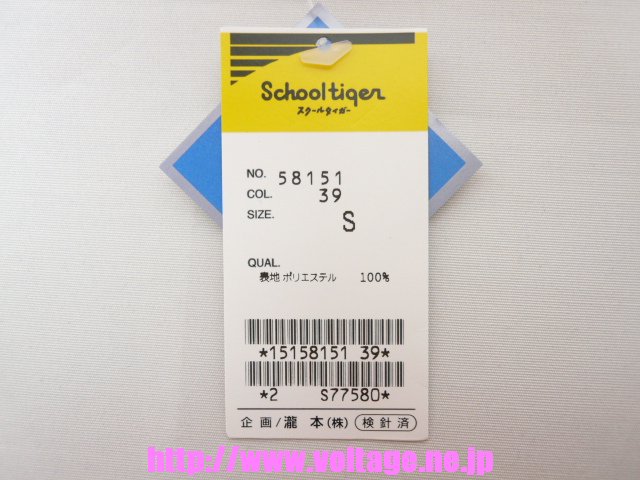 Schooltiger
スクールタイガー
NO. 58151
COL. 39
SIZE. S
QUAL.
表地 ポリエステル 100%
*15158151 39*
*2 S77580*
企画/瀧本(株) 検針済
http://www.voltago.ne.jp